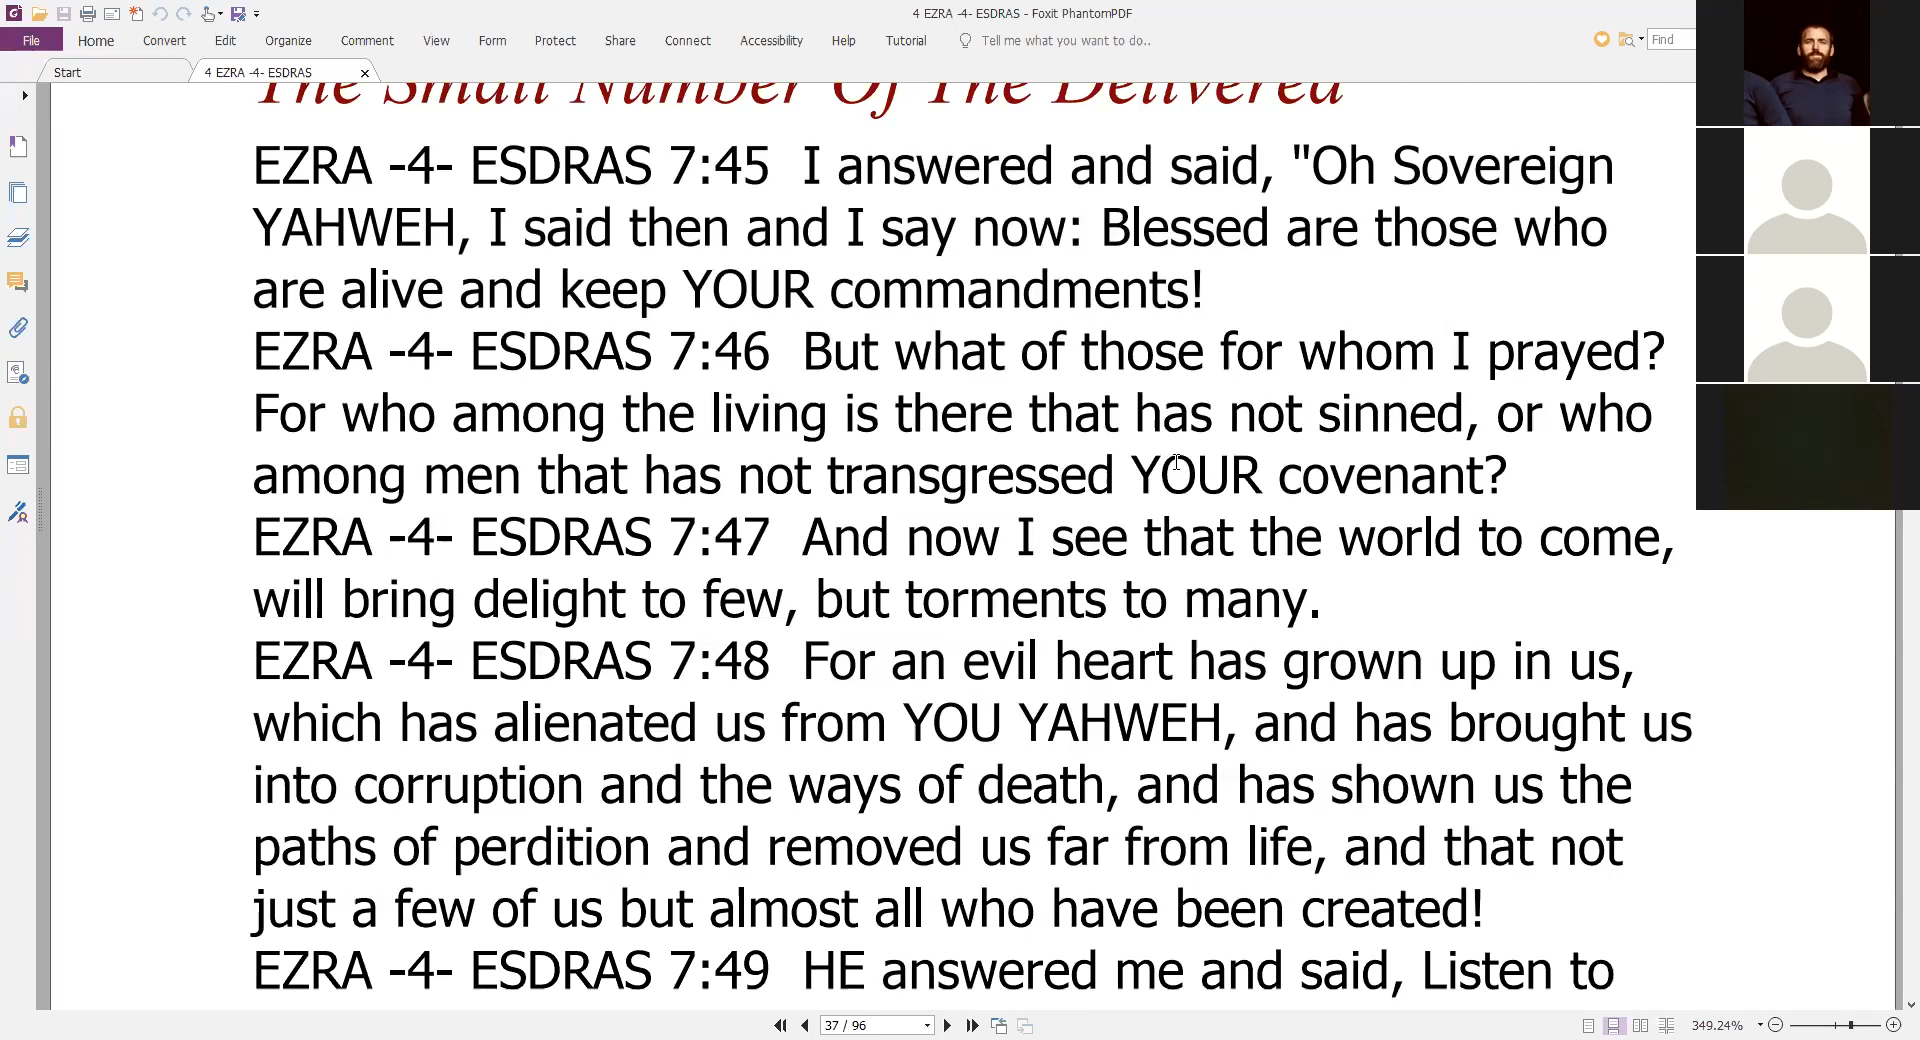 4 EZRA -4- ESDRAS - Foxit PhantomPDF
File Home Convert Edit Organize Comment View Form Protect Share Connect Accessibility Help Tutorial Tell me what you want to do.. Find
Start 4 EZRA -4- ESDRAS
The Small Number Of The Delivered
EZRA -4- ESDRAS 7:45 I answered and said, "Oh Sovereign
YAHWEH, I said then and I say now: Blessed are those who
are alive and keep YOUR commandments!
EZRA -4- ESDRAS 7:46 But what of those for whom I prayed?
For who among the living is there that has not sinned, or who
among men that has not transgressed YOUR covenant?
EZRA -4- ESDRAS 7:47 And now I see that the world to come,
will bring delight to few, but torments to many.
EZRA -4- ESDRAS 7:48 For an evil heart has grown up in us,
which has alienated us from YOU YAHWEH, and has brought us
into corruption and the ways of death, and has shown us the
paths of perdition and removed us far from life, and that not
just a few of us but almost all who have been created!
EZRA -4- ESDRAS 7:49 HE answered me and said, Listen to
37 / 96
349.24%